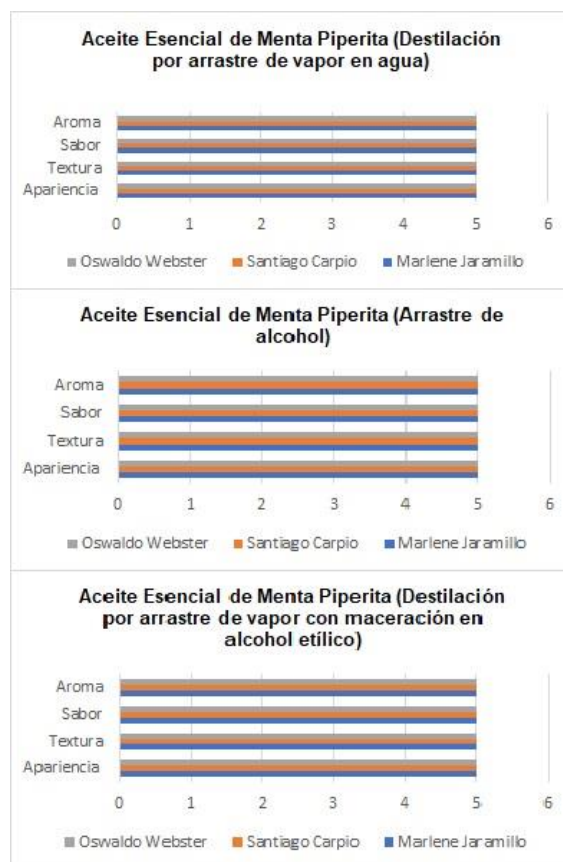 Aceite Esencial de Menta Piperita (Destilación
por arrastre de vapor en agua)
Aroma
Sabor
Textura
Apariencia
0 1 2 3 4 5 6
Oswaldo Webster Santiago Carpio Marlene Jaramillo
Aceite Esencial de Menta Piperita (Arrastre de
alcohol)
Aroma
Sabor
Textura
Apariencia
0 1 2 3 4 5 6
Oswaldo Webster Santiago Carpio Marlene Jaramillo
Aceite Esencial de Menta Piperita (Destilación
por arrastre de vapor con maceración en
alcohol etílico)
Aroma
Sabor
Textura
Apariencia
0 1 2 3 4 5 6
Oswaldo Webster Santiago Carpio Marlene Jaramillo